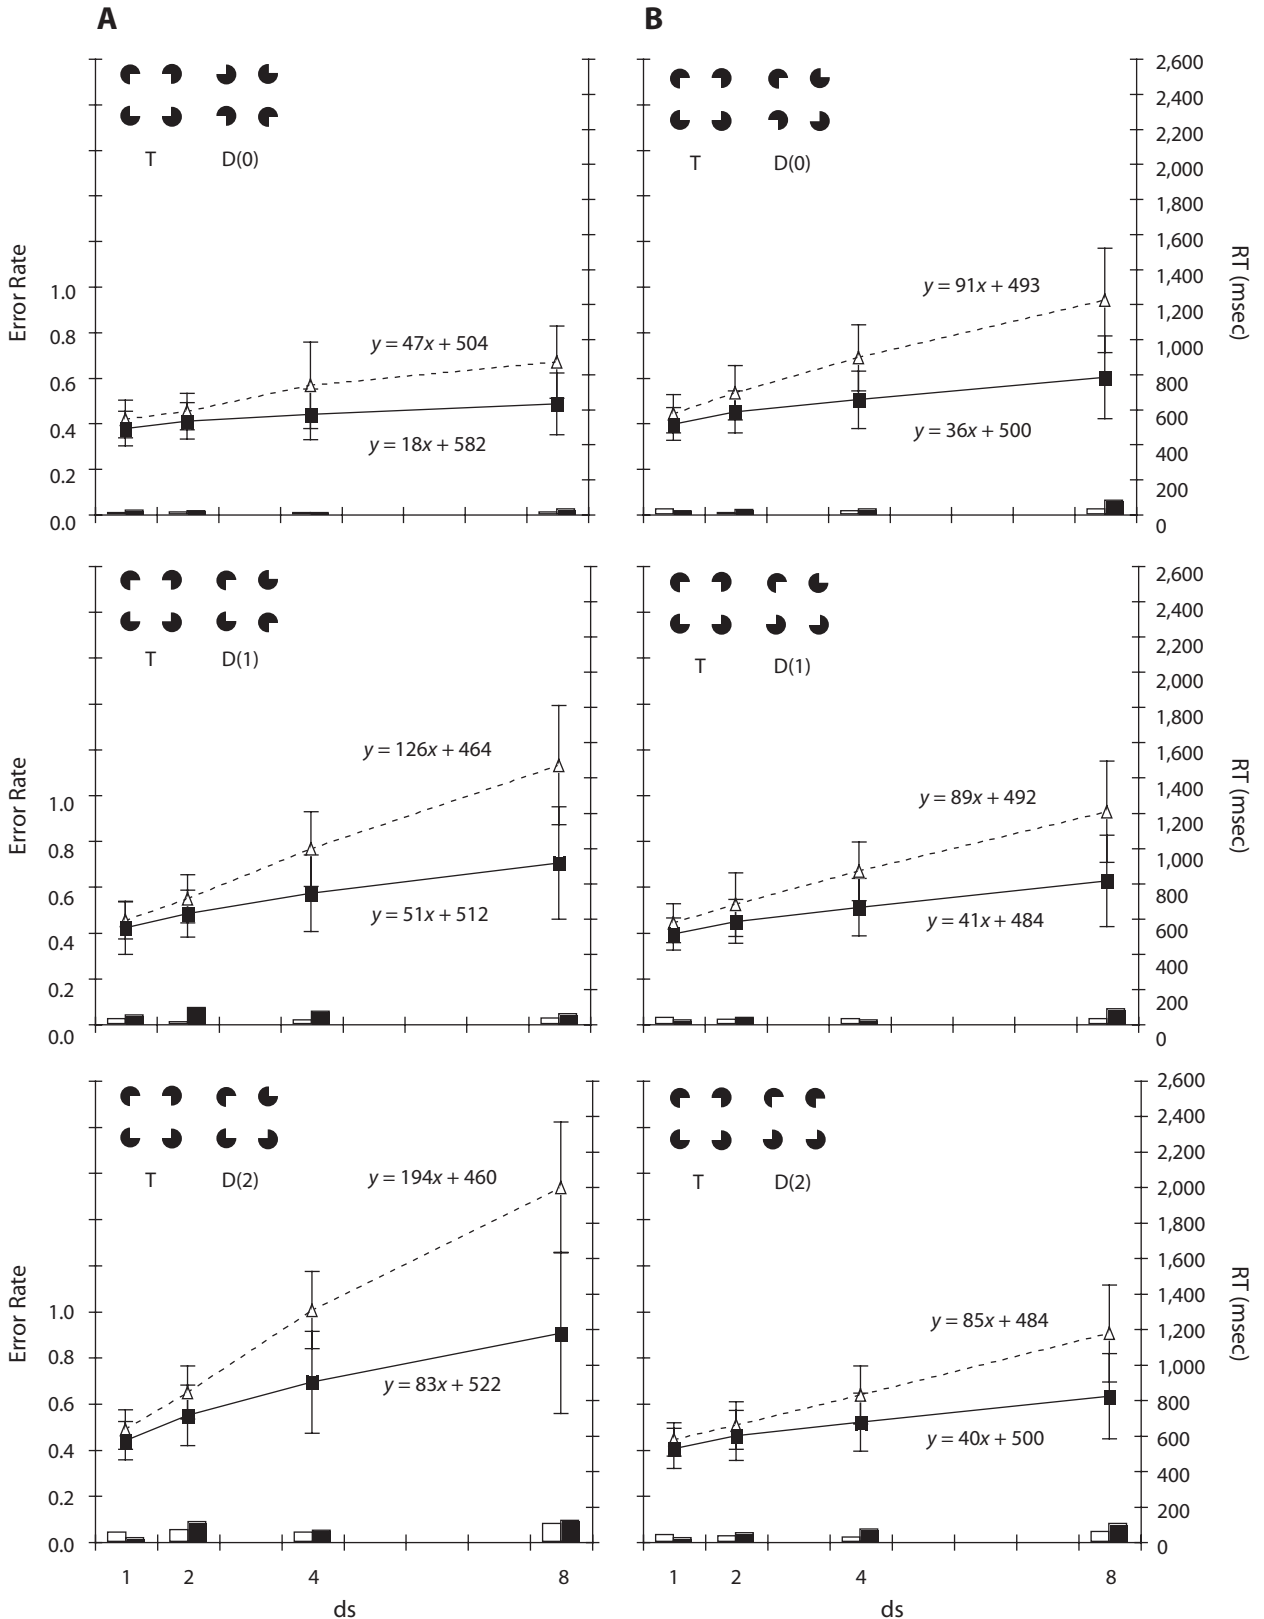 A B
T D(0)
Error Rate
1.0
0.8
0.6
0.4
0.2
0.0
y = 47x + 504
y = 18x + 582
T D(0)
y = 91x + 493
y = 36x + 500
2,600
2,400
2,200
2,000
1,800
1,600
1,400
1,200
1,000
800
600
400
200
0
RT (msec)
T D(1)
Error Rate
1.0
0.8
0.6
0.4
0.2
0.0
y = 126x + 464
y = 51x + 512
T D(1)
y = 89x + 492
y = 41x + 484
2,600
2,400
2,200
2,000
1,800
1,600
1,400
1,200
1,000
800
600
400
200
0
RT (msec)
T D(2)
Error Rate
1.0
0.8
0.6
0.4
0.2
0.0
y = 194x + 460
y = 83x + 522
1 2 4 8
ds
T D(2)
y = 85x + 484
y = 40x + 500
2,600
2,400
2,200
2,000
1,800
1,600
1,400
1,200
1,000
800
600
400
200
0
RT (msec)
1 2 4 8
ds